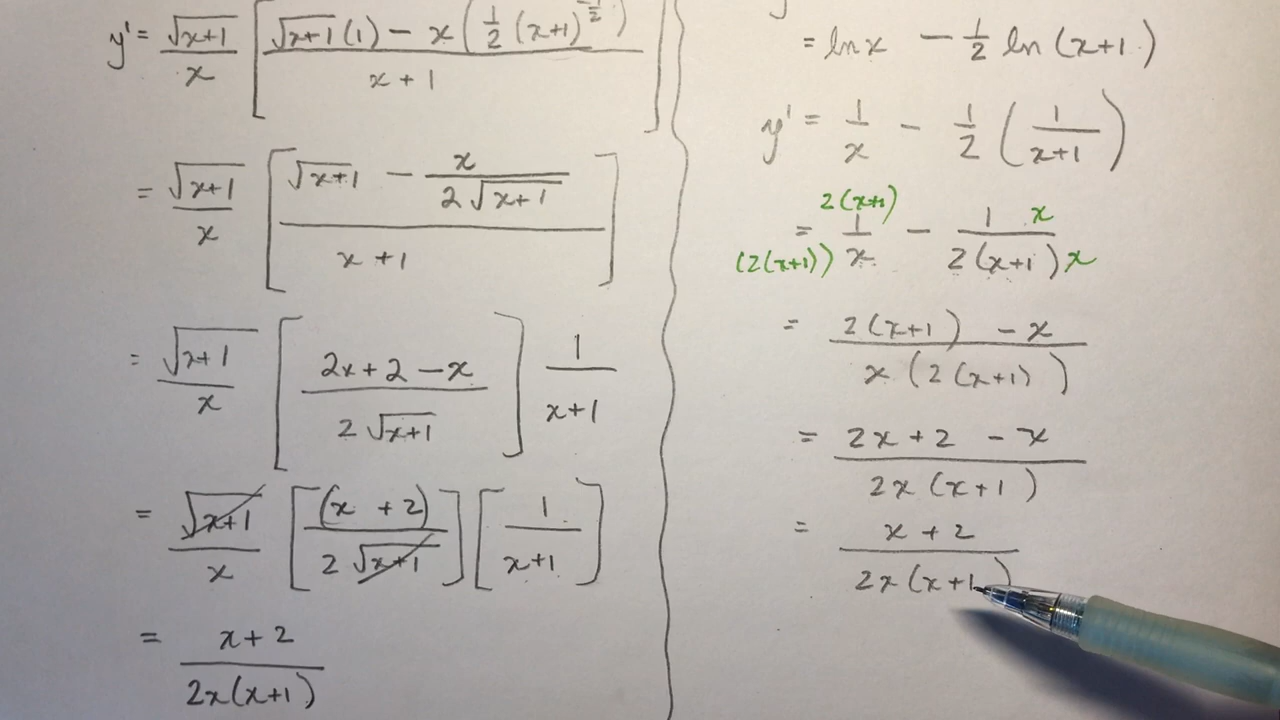 y' = √(x+1)/x [ (√(x+1) (1) − x (1/2 (x+1)^(−1/2))) / (x+1) ]
= √(x+1)/x [ (√(x+1) − x/(2√(x+1))) / (x+1) ]
= √(x+1)/x [ (2x+2−x) / (2√(x+1)) ] 1/(x+1)
= √(x+1)/x [ (x+2) / (2√(x+1)) ] [ 1/(x+1) ]
= (x+2) / (2x(x+1))
= ln x − 1/2 ln (x+1)
y' = 1/x − 1/2 (1/(x+1))
= 2(x+1) 1 / (2(x+1)) x − 1 x / 2(x+1) x
= (2(x+1) − x) / (x (2(x+1)))
= (2x+2 − x) / (2x (x+1))
= (x+2) / (2x(x+1))